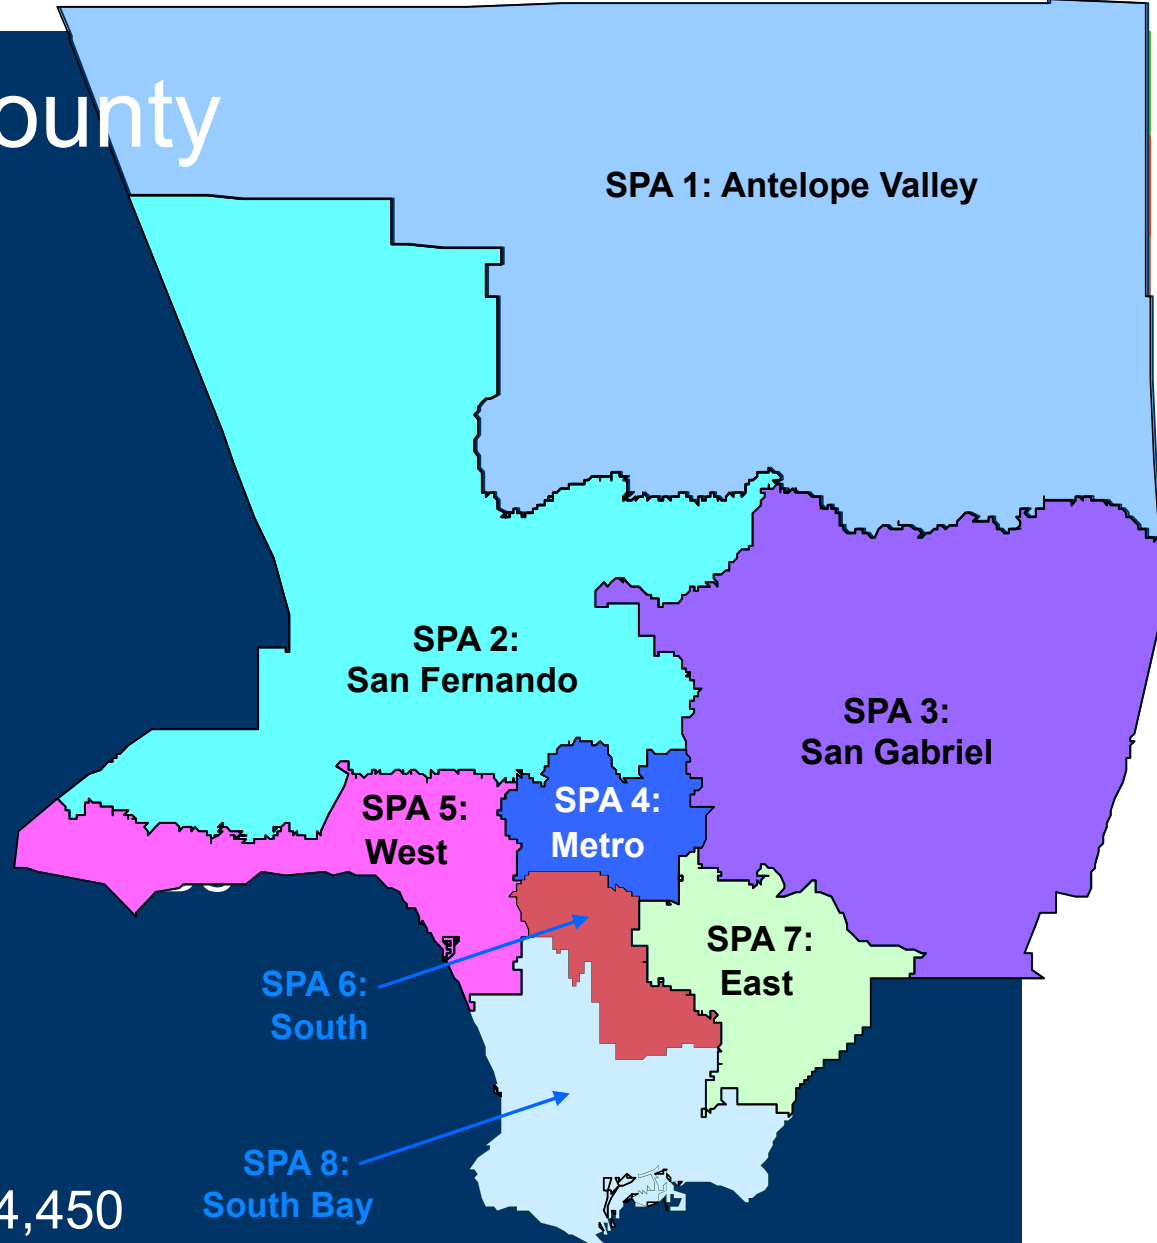 ounty
SPA 1: Antelope Valley
SPA 2:
San Fernando
SPA 3:
San Gabriel
SPA 4:
Metro
SPA 5:
West
SPA 6:
South
SPA 7:
East
SPA 8:
South Bay
4,450